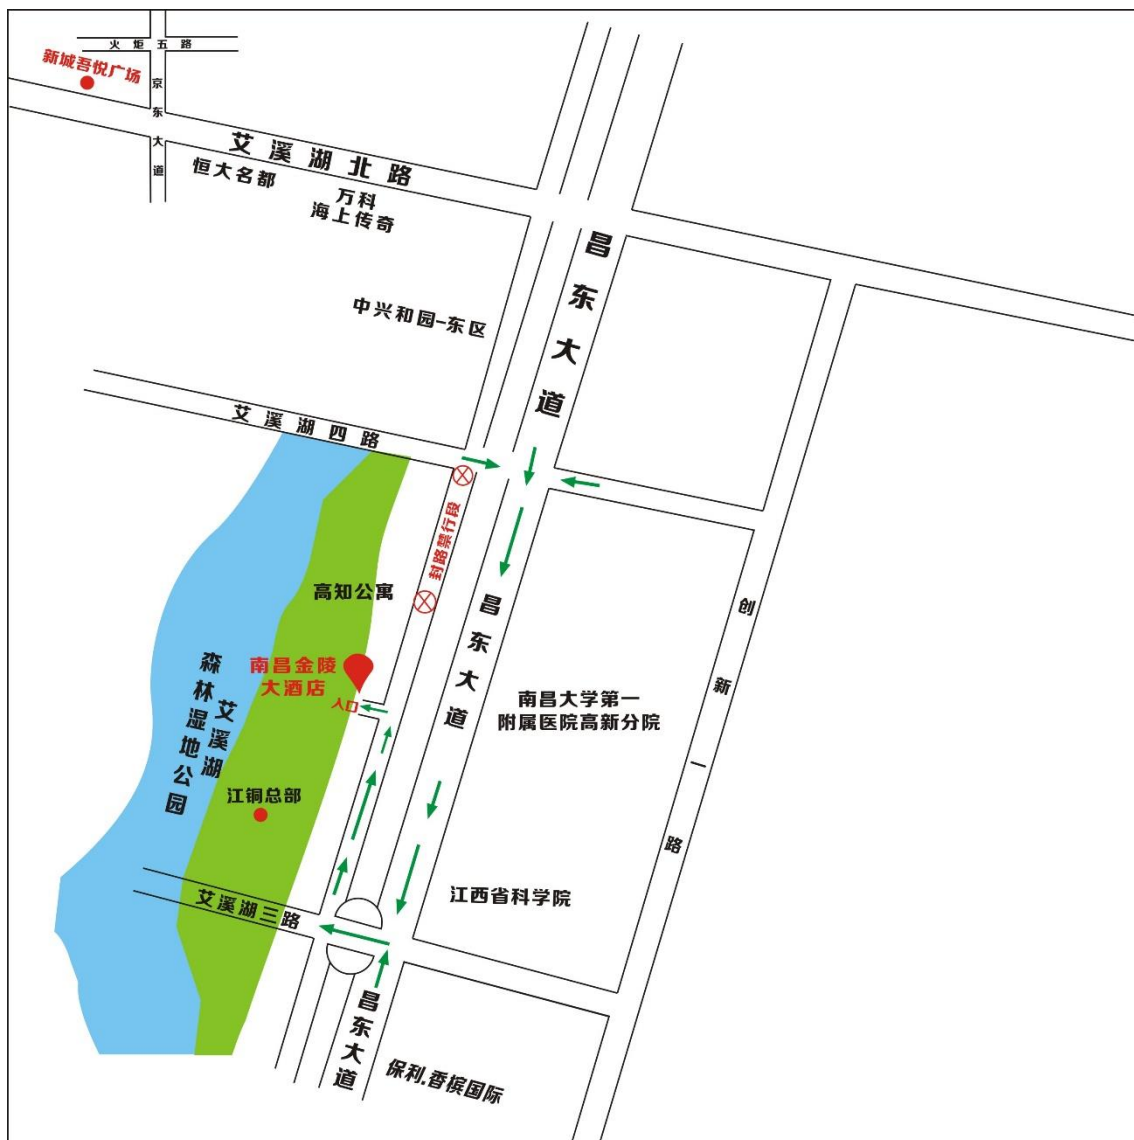 火炬五路
新城吾悦广场
京东大道
艾溪湖北路
恒大名都
万科
海上传奇
昌东大道
中兴和园-东区
艾溪湖四路
封路禁行段
高知公寓
昌东大道
创新一路
南昌金陵
大酒店
入口
南昌大学第一
附属医院高新分院
艾溪湖
森林湿地公园
江铜总部
艾溪湖三路
江西省科学院
昌东大道
保利.香槟国际